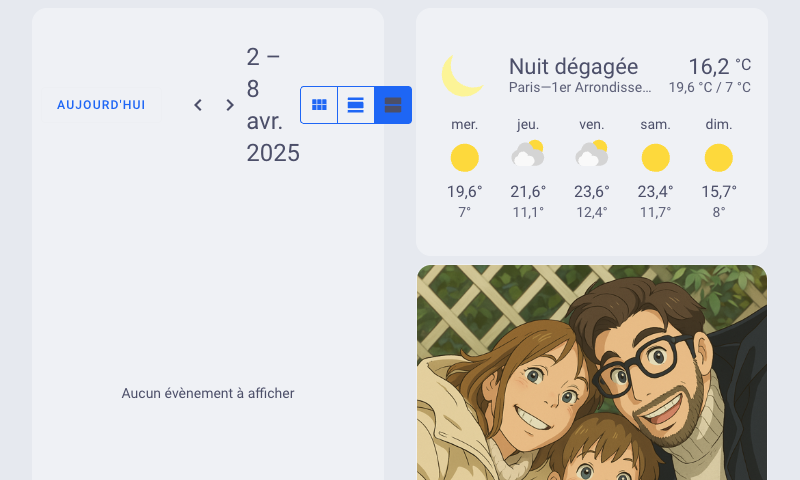 AUJOURD'HUI
2 –
8
avr.
2025
Aucun évènement à afficher
Nuit dégagée
16,2 °C
Paris—1er Arrondisse...
19,6 °C / 7 °C
mer. jeu. ven. sam. dim.
19,6° 21,6° 23,6° 23,4° 15,7°
7° 11,1° 12,4° 11,7° 8°